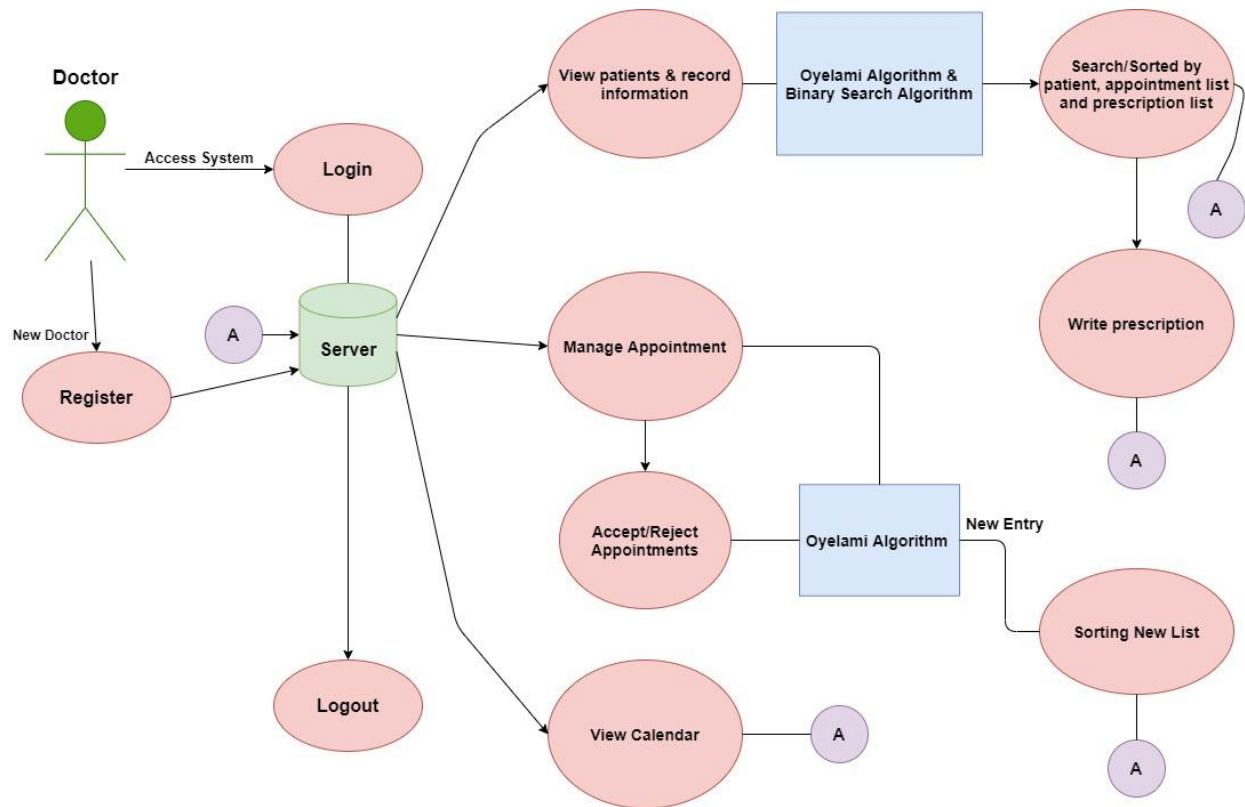 Doctor
Access System
Login
New Doctor
Register
A
Server
Logout
View patients & record
information
Oyelami Algorithm &
Binary Search Algorithm
Search/Sorted by
patient, appointment list
and prescription list
A
Write prescription
A
Manage Appointment
Accept/Reject
Appointments
Oyelami Algorithm
New Entry
Sorting New List
A
View Calendar
A